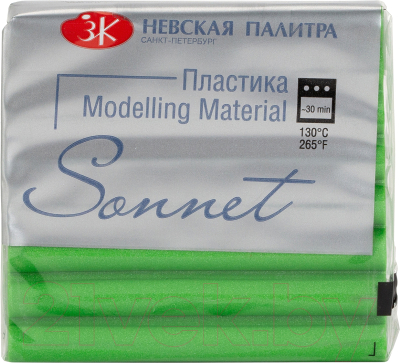 ЗК
НЕВСКАЯ ПАЛИТРА
САНКТ-ПЕТЕРБУРГ
Пластика
Modelling Material
~30 min
130°C
265°F
Sonnet